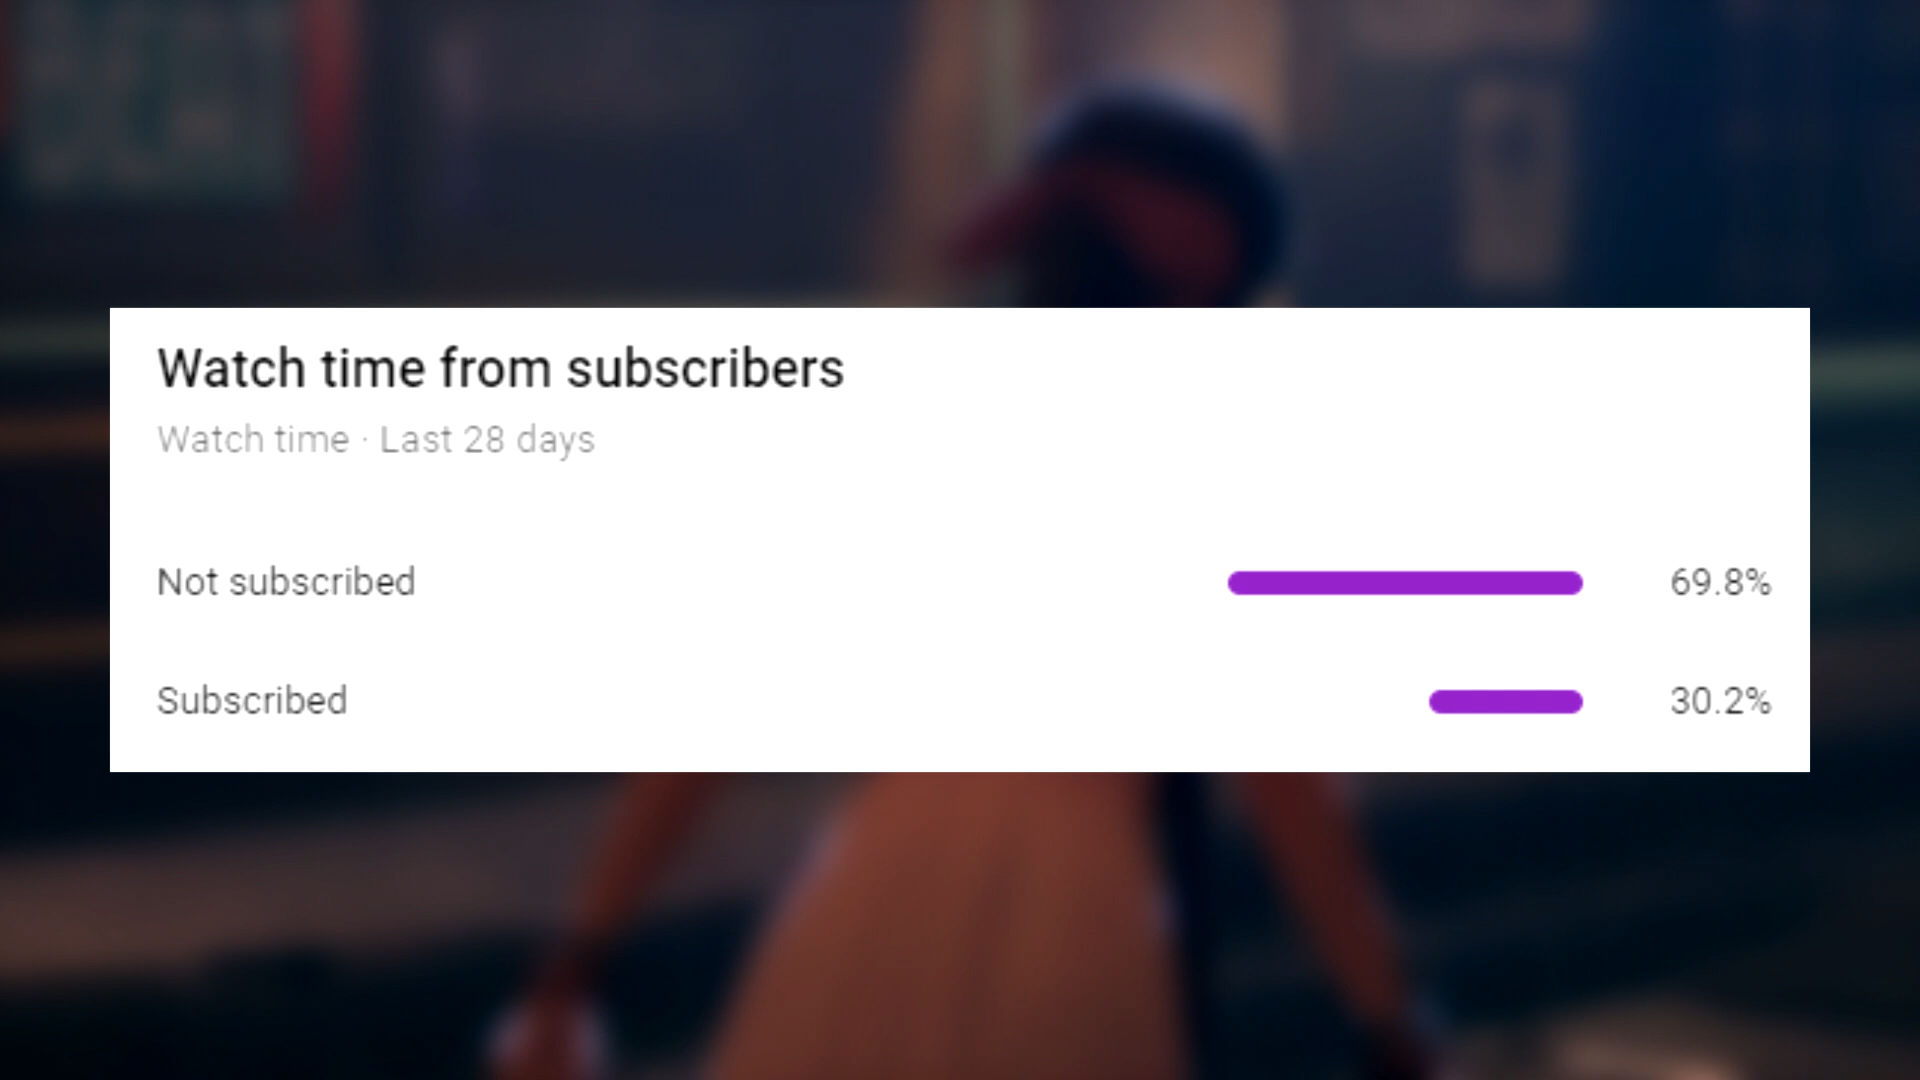 Watch time from subscribers
Watch time · Last 28 days
Not subscribed 69.8%
Subscribed 30.2%